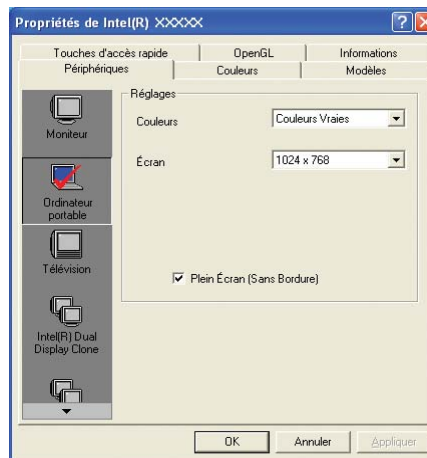 Propriétés de Intel(R) XXXXX
Touches d'accès rapide
OpenGL
Informations
Périphériques
Couleurs
Modèles
Moniteur
Ordinateur
portable
Télévision
Intel(R) Dual
Display Clone
Réglages
Couleurs
Couleurs Vraies
Écran
1024 x 768
Plein Écran (Sans Bordure)
OK
Annuler
Appliquer